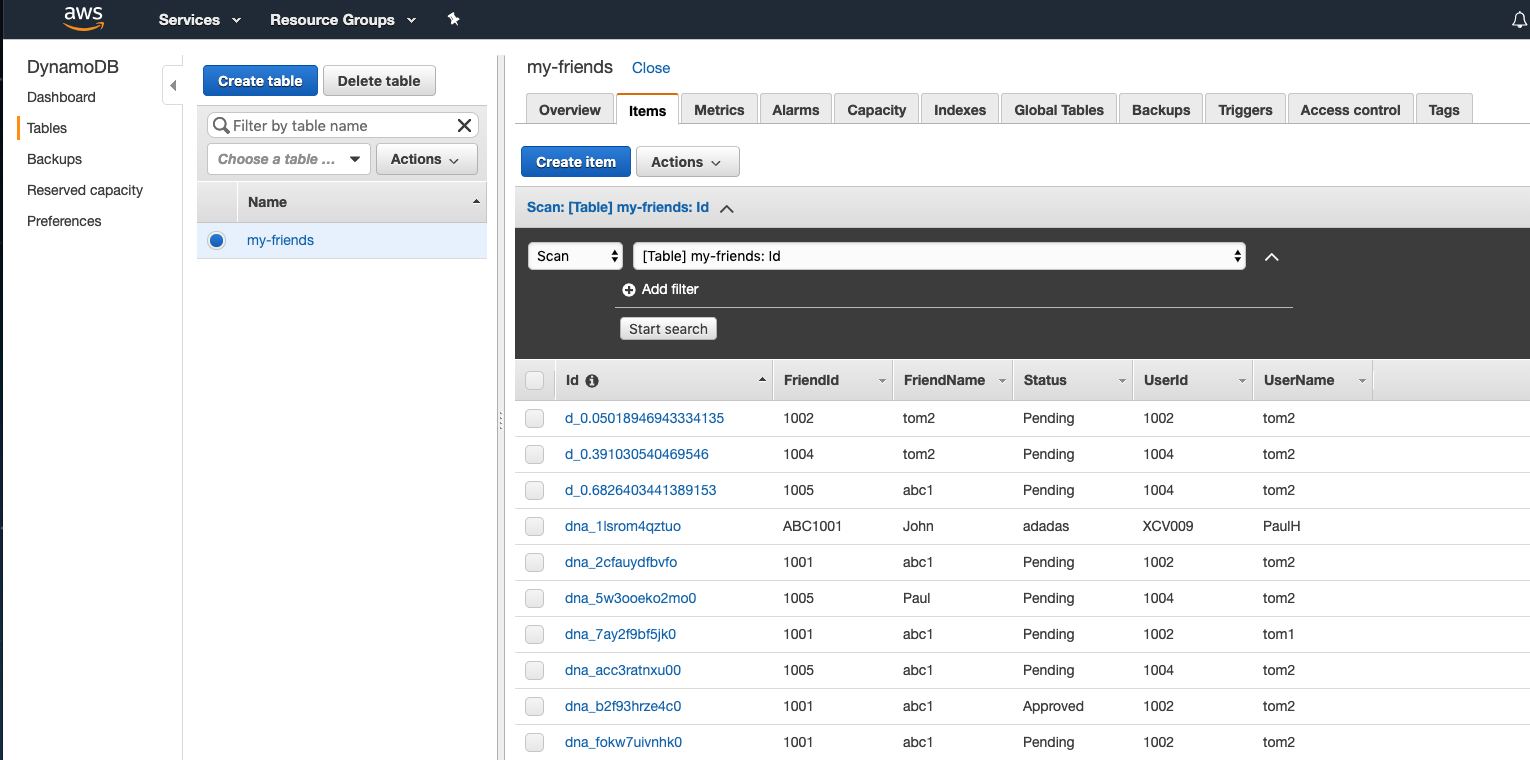 aws Services Resource Groups
DynamoDB
Dashboard
Tables
Backups
Reserved capacity
Preferences
Create table Delete table
Filter by table name
Choose a table ... Actions
Name
my-friends
my-friends Close
Overview Items Metrics Alarms Capacity Indexes Global Tables Backups Triggers Access control Tags
Create item Actions
Scan: [Table] my-friends: Id
Scan [Table] my-friends: Id
Add filter
Start search
Id FriendId FriendName Status UserId UserName
d_0.05018946943334135 1002 tom2 Pending 1002 tom2
d_0.391030540469546 1004 tom2 Pending 1004 tom2
d_0.6826403441389153 1005 abc1 Pending 1004 tom2
dna_1lsrom4qztuo ABC1001 John adadas XCV009 PaulH
dna_2cfauydfbvfo 1001 abc1 Pending 1002 tom2
dna_5w3ooeko2mo0 1005 Paul Pending 1004 tom2
dna_7ay2f9bf5jk0 1001 abc1 Pending 1002 tom1
dna_acc3ratnxu00 1005 abc1 Pending 1004 tom2
dna_b2f93hrze4c0 1001 abc1 Approved 1002 tom2
dna_fokw7uivnhk0 1001 abc1 Pending 1002 tom2